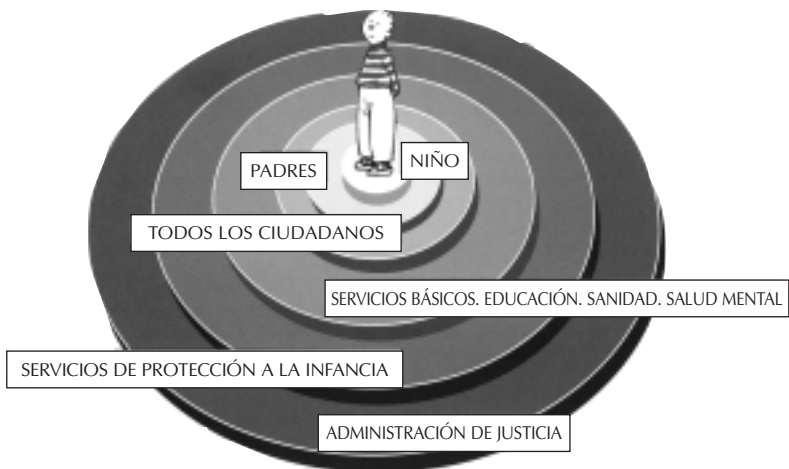 NIÑO
PADRES
TODOS LOS CIUDADANOS
SERVICIOS BÁSICOS. EDUCACIÓN. SANIDAD. SALUD MENTAL
SERVICIOS DE PROTECCIÓN A LA INFANCIA
ADMINISTRACIÓN DE JUSTICIA